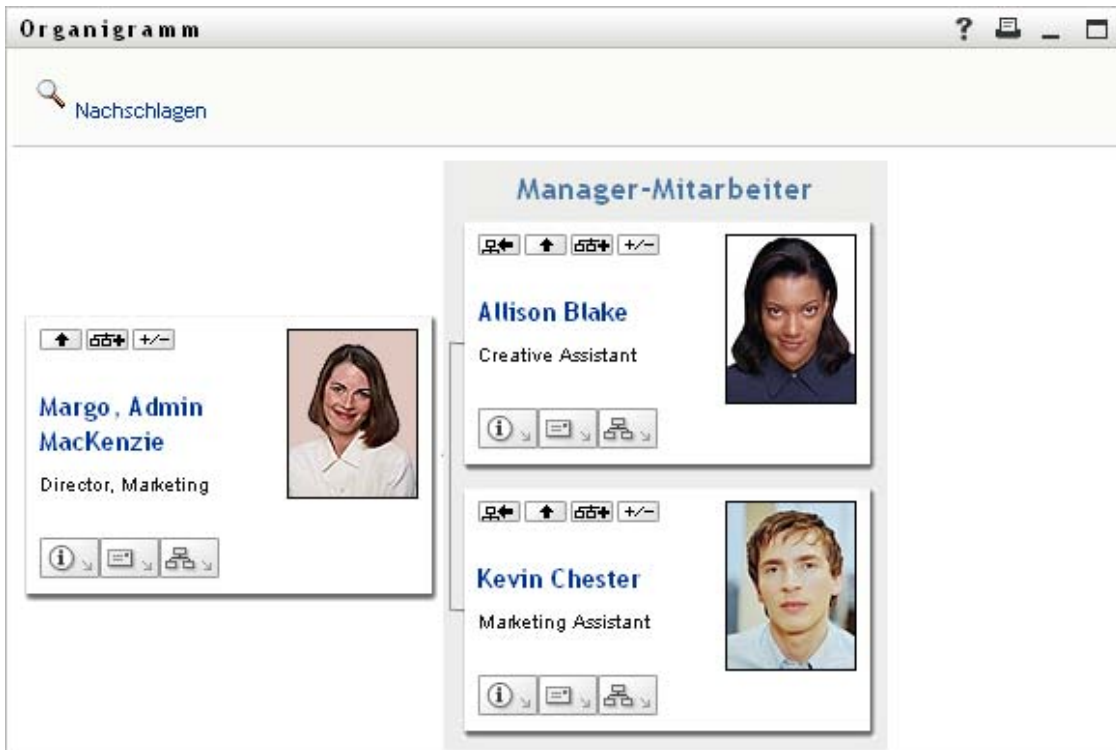 Organigramm
Nachschlagen
Manager-Mitarbeiter
Margo, Admin
MacKenzie
Director, Marketing
Allison Blake
Creative Assistant
Kevin Chester
Marketing Assistant